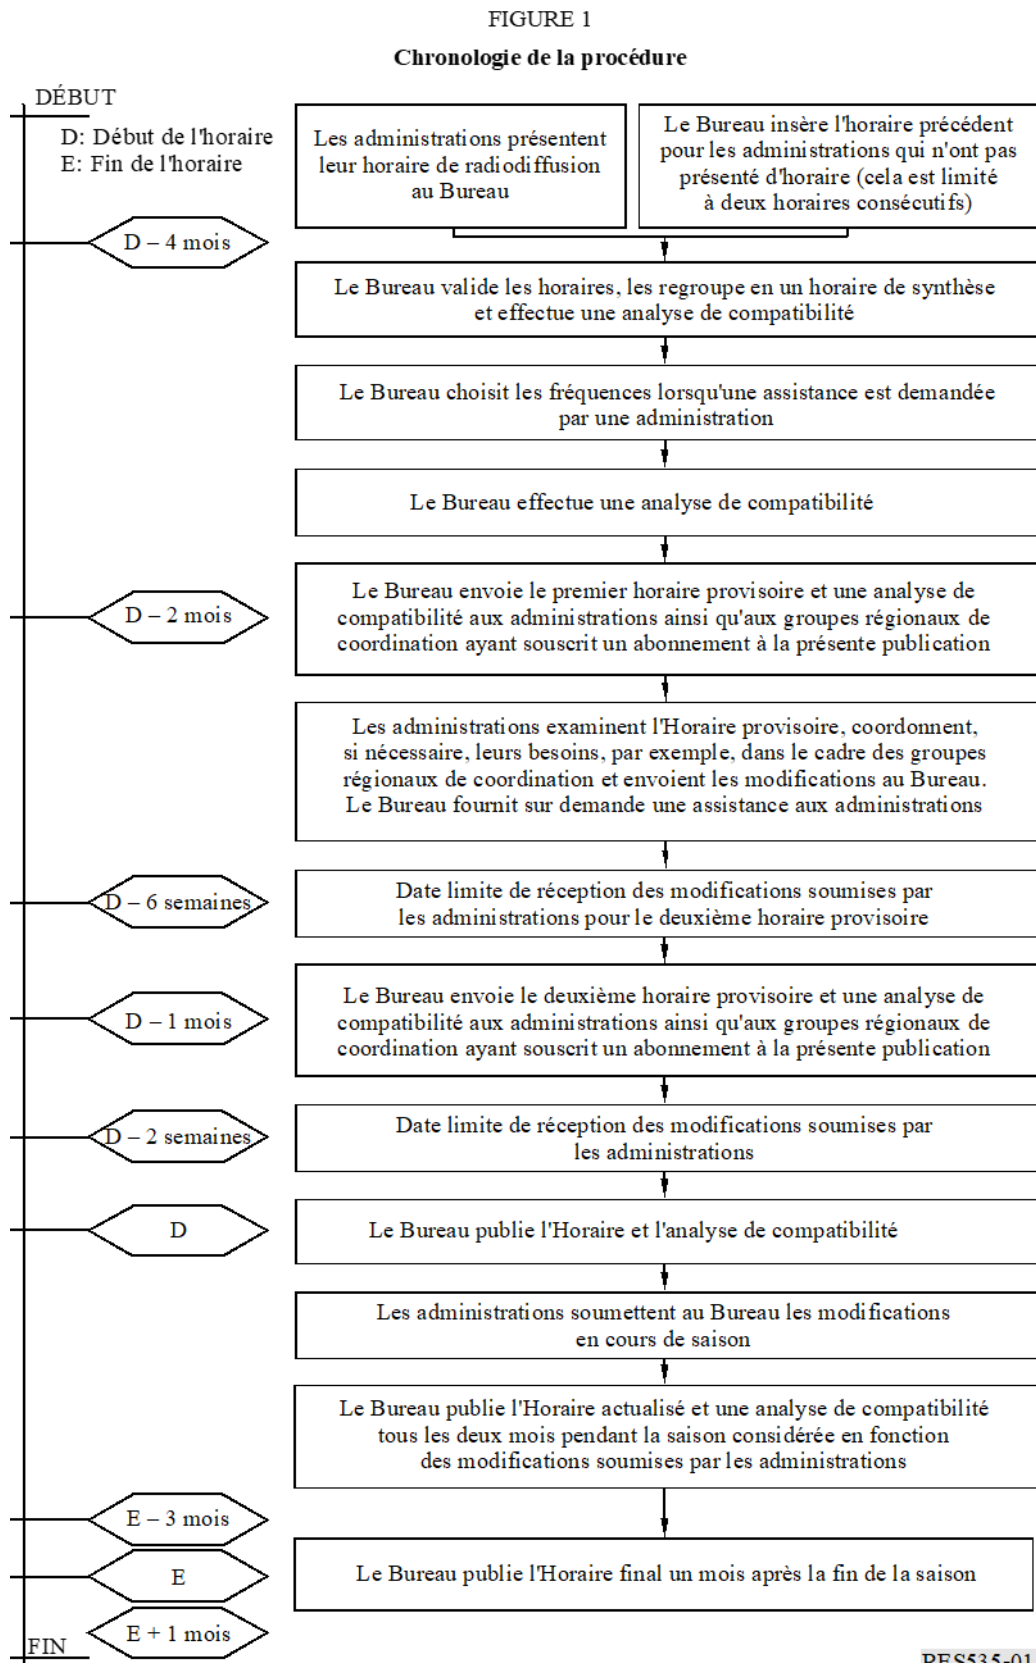 FIGURE 1
Chronologie de la procédure
DÉBUT
D: Début de l'horaire
E: Fin de l'horaire
Les administrations présentent
leur horaire de radiodiffusion
au Bureau
Le Bureau insère l'horaire précédent
pour les administrations qui n'ont pas
présenté d'horaire (cela est limité
à deux horaires consécutifs)
D – 4 mois
Le Bureau valide les horaires, les regroupe en un horaire de synthèse
et effectue une analyse de compatibilité
Le Bureau choisit les fréquences lorsqu'une assistance est demandée
par une administration
Le Bureau effectue une analyse de compatibilité
D – 2 mois
Le Bureau envoie le premier horaire provisoire et une analyse de
compatibilité aux administrations ainsi qu'aux groupes régionaux de
coordination ayant souscrit un abonnement à la présente publication
Les administrations examinent l'Horaire provisoire, coordonnent,
si nécessaire, leurs besoins, par exemple, dans le cadre des groupes
régionaux de coordination et envoient les modifications au Bureau.
Le Bureau fournit sur demande une assistance aux administrations
D – 6 semaines
Date limite de réception des modifications soumises par
les administrations pour le deuxième horaire provisoire
D – 1 mois
Le Bureau envoie le deuxième horaire provisoire et une analyse de
compatibilité aux administrations ainsi qu'aux groupes régionaux de
coordination ayant souscrit un abonnement à la présente publication
D – 2 semaines
Date limite de réception des modifications soumises par
les administrations
D
Le Bureau publie l'Horaire et l'analyse de compatibilité
Les administrations soumettent au Bureau les modifications
en cours de saison
Le Bureau publie l'Horaire actualisé et une analyse de compatibilité
tous les deux mois pendant la saison considérée en fonction
des modifications soumises par les administrations
E – 3 mois
E
Le Bureau publie l'Horaire final un mois après la fin de la saison
E + 1 mois
FIN
RES535-01